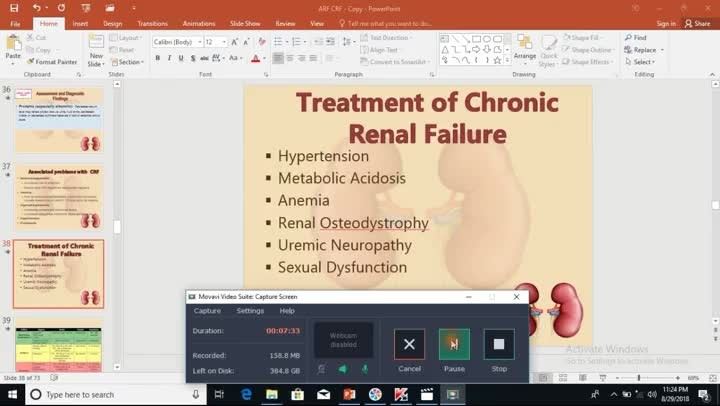 ARF CRF - Copy - PowerPoint
File Home Insert Design Transitions Animations Slide Show Review View Tell me what you want to do... Sign in Share
Paste
Cut
Copy
Format Painter
Clipboard
New Slide
Layout
Reset
Section
Slides
Calibri (Body) 12
Font
Paragraph
Text Direction
Align Text
Convert to SmartArt
Arrange
Quick Styles
Shape Fill
Shape Outline
Shape Effects
Drawing
Find
Replace
Select
Editing
36
Assessment and Diagnostic
Findings
37
Associated problems with CRF
38
Treatment of Chronic
Renal Failure
Hypertension
Metabolic Acidosis
Anemia
Renal Osteodystrophy
Uremic Neuropathy
Sexual Dysfunction
39
Treatment of Chronic
Renal Failure
▪ Hypertension
▪ Metabolic Acidosis
▪ Anemia
▪ Renal Osteodystrophy
▪ Uremic Neuropathy
▪ Sexual Dysfunction
Movavi Video Suite: Capture Screen
Capture Settings Help
Duration: 00:07:33
Recorded: 158.8 MB
Left on Disk: 384.8 GB
Webcam
disabled
Cancel Pause Stop
Activate Windows
Go to Settings to activate Windows.
Slide 38 of 73
69%
Type here to search
11:24 PM
8/29/2018